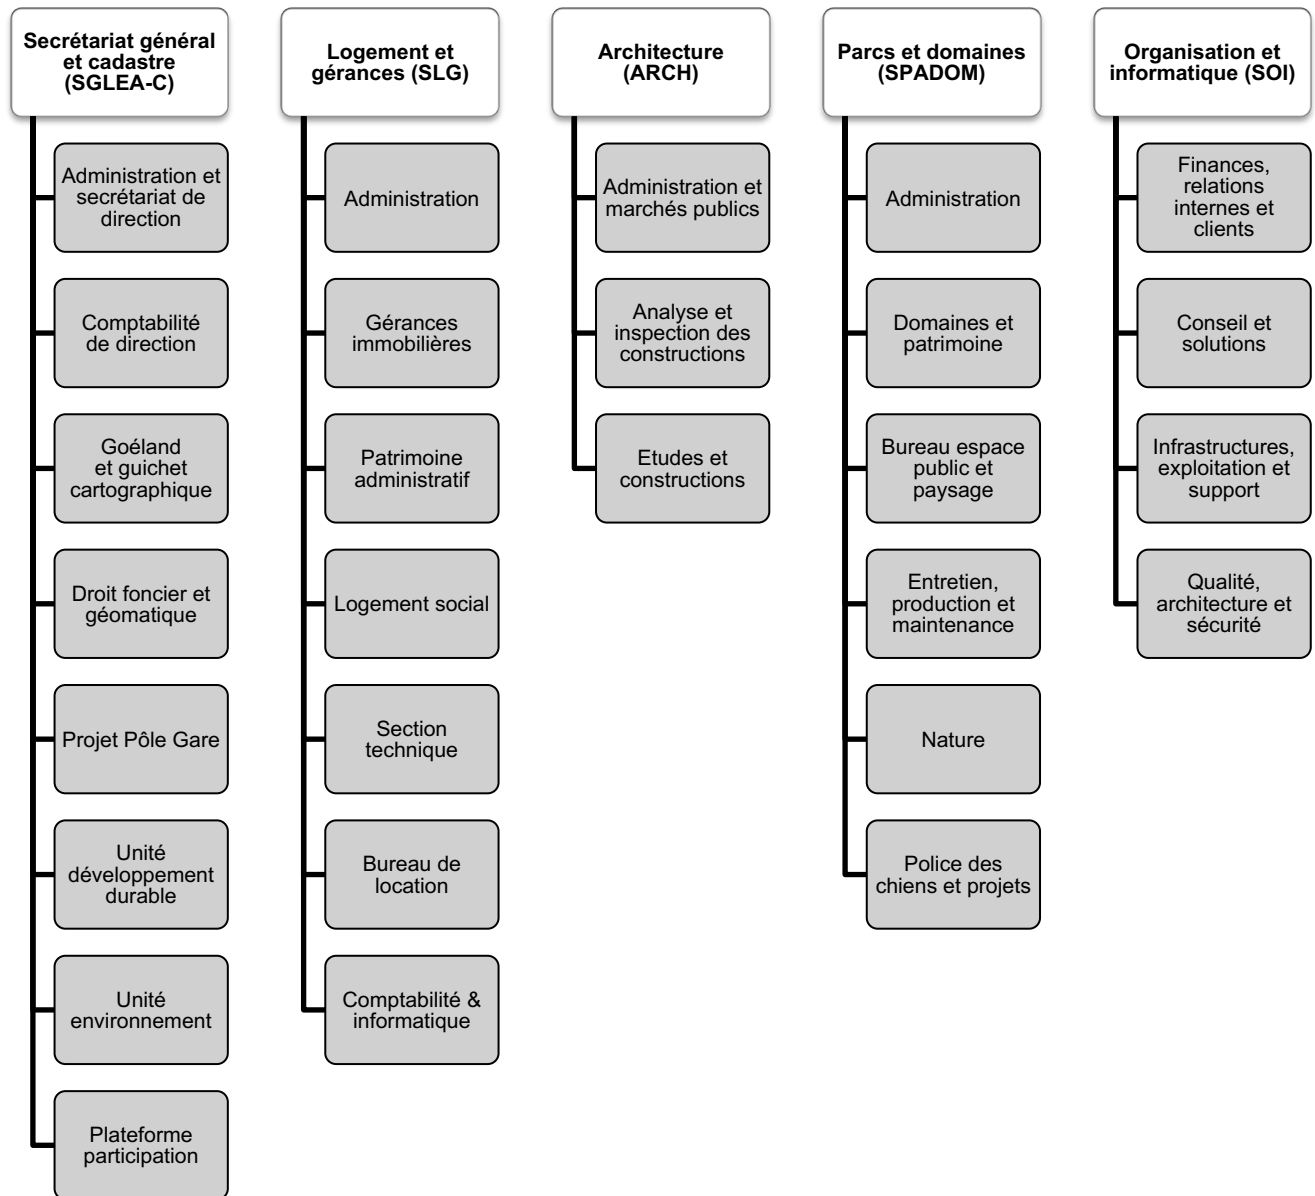 Secrétariat général
et cadastre
(SGLEA-C)
Administration et
secrétariat de
direction
Comptabilité
de direction
Goéland
et guichet
cartographique
Droit foncier et
géomatique
Projet Pôle Gare
Unité
développement
durable
Unité
environnement
Plateforme
participation
Logement et
gérances (SLG)
Administration
Gérances
immobilières
Patrimoine
administratif
Logement social
Section
technique
Bureau de
location
Comptabilité &
informatique
Architecture
(ARCH)
Administration et
marchés publics
Analyse et
inspection des
constructions
Etudes et
constructions
Parcs et domaines
(SPADOM)
Administration
Domaines et
patrimoine
Bureau espace
public et
paysage
Entretien,
production et
maintenance
Nature
Police des
chiens et projets
Organisation et
informatique (SOI)
Finances,
relations
internes et
clients
Conseil et
solutions
Infrastructures,
exploitation et
support
Qualité,
architecture et
sécurité